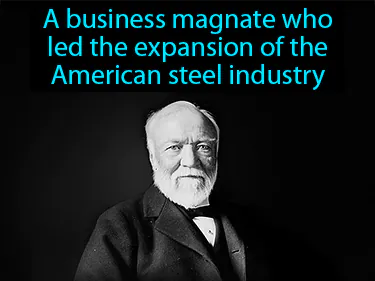 A business magnate who
led the expansion of the
American steel industry